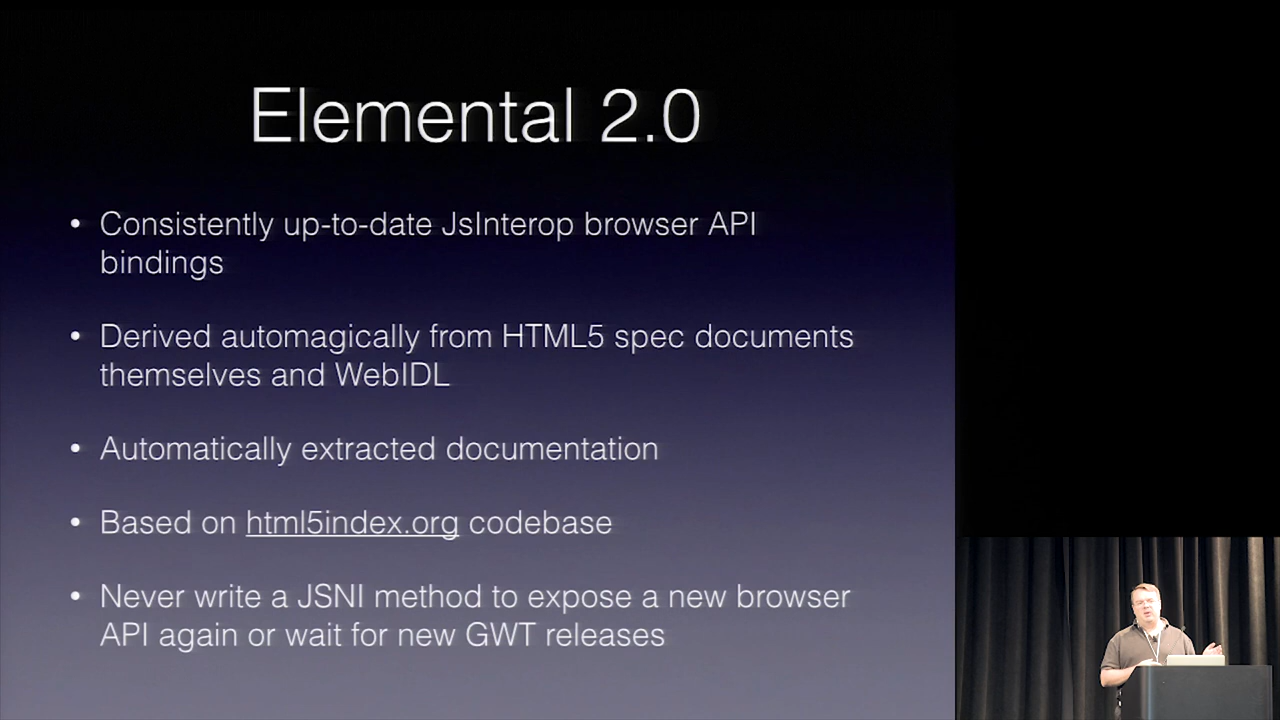 Elemental 2.0
• Consistently up-to-date JsInterop browser API
bindings
• Derived automagically from HTML5 spec documents
themselves and WebIDL
• Automatically extracted documentation
• Based on html5index.org codebase
• Never write a JSNI method to expose a new browser
API again or wait for new GWT releases